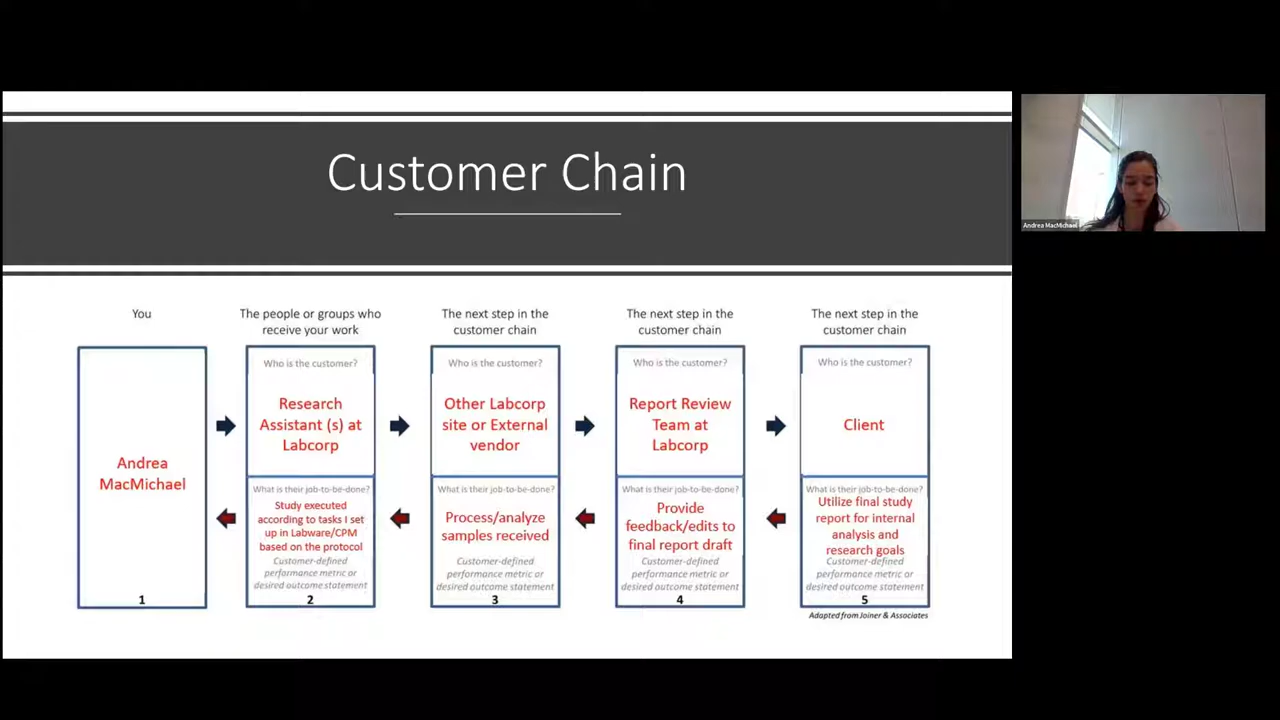 Customer Chain
Andrea MacMichael
You
The people or groups who
receive your work
The next step in the
customer chain
The next step in the
customer chain
The next step in the
customer chain
Andrea
MacMichael
1
Who is the customer?
Research
Assistant (s) at
Labcorp
What is their job-to-be-done?
Study executed
according to tasks I set
up in Labware/CPM
based on the protocol
Customer-defined
performance metric or
desired outcome statement
2
Who is the customer?
Other Labcorp
site or External
vendor
What is their job-to-be-done?
Process/analyze
samples received
Customer-defined
performance metric or
desired outcome statement
3
Who is the customer?
Report Review
Team at
Labcorp
What is their job-to-be-done?
Provide
feedback/edits to
final report draft
Customer-defined
performance metric or
desired outcome statement
4
Who is the customer?
Client
What is their job-to-be-done?
Utilize final study
report for internal
analysis and
research goals
Customer-defined
performance metric or
desired outcome statement
5
Adapted from Joiner & Associates